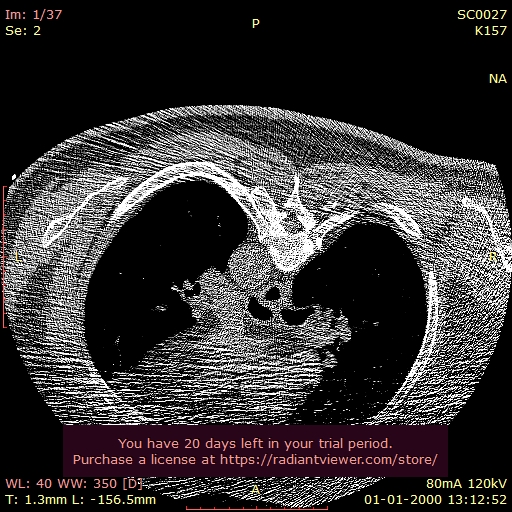 Im: 1/37
Se: 2
P
SC0027
K157
NA
R
You have 20 days left in your trial period.
Purchase a license at https://radiantviewer.com/store/
WL: 40 WW: 350 [D]
T: 1.3mm L: -156.5mm
A
80mA 120kV
01-01-2000 13:12:52